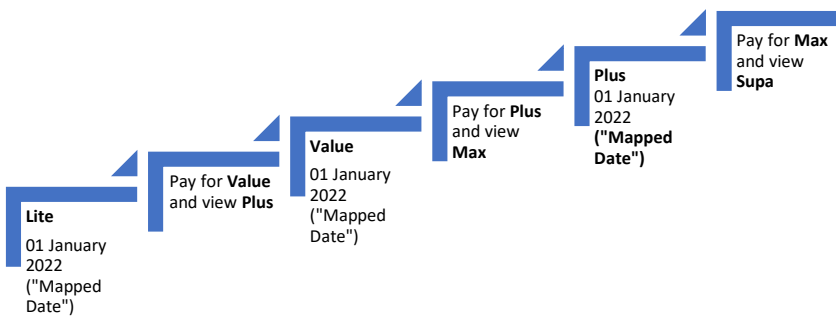 Lite
01 January
2022
("Mapped
Date")
Pay for Value
and view Plus
Value
01 January
2022
("Mapped
Date")
Pay for Plus
and view
Max
Plus
01 January
2022
("Mapped
Date")
Pay for Max
and view
Supa